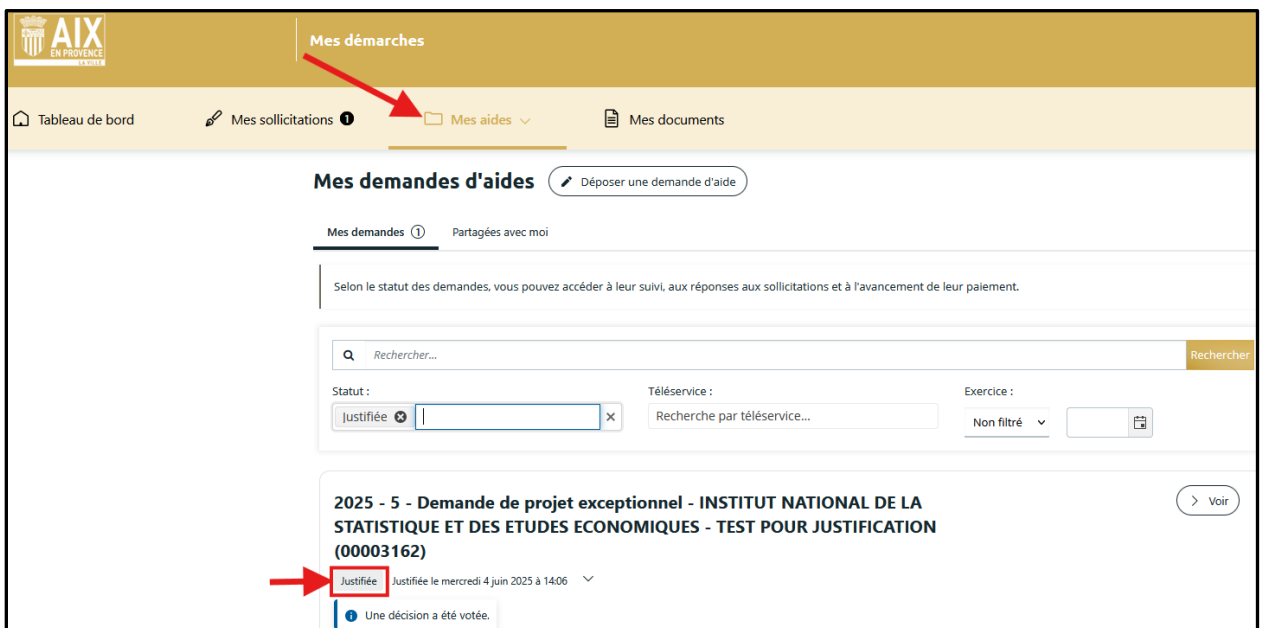 AIX
EN PROVENCE
LA VILLE
Mes démarches
Tableau de bord
Mes sollicitations 1
Mes aides
Mes documents
Mes demandes d'aides
Déposer une demande d'aide
Mes demandes 1
Partagées avec moi
Selon le statut des demandes, vous pouvez accéder à leur suivi, aux réponses aux sollicitations et à l'avancement de leur paiement.
Rechercher...
Rechercher
Statut :
Téléservice :
Exercice :
Justifiée
Recherche par téléservice...
Non filtré
2025 - 5 - Demande de projet exceptionnel - INSTITUT NATIONAL DE LA
STATISTIQUE ET DES ETUDES ECONOMIQUES - TEST POUR JUSTIFICATION
(00003162)
Voir
Justifiée Justifiée le mercredi 4 juin 2025 à 14:06
Une décision a été votée.